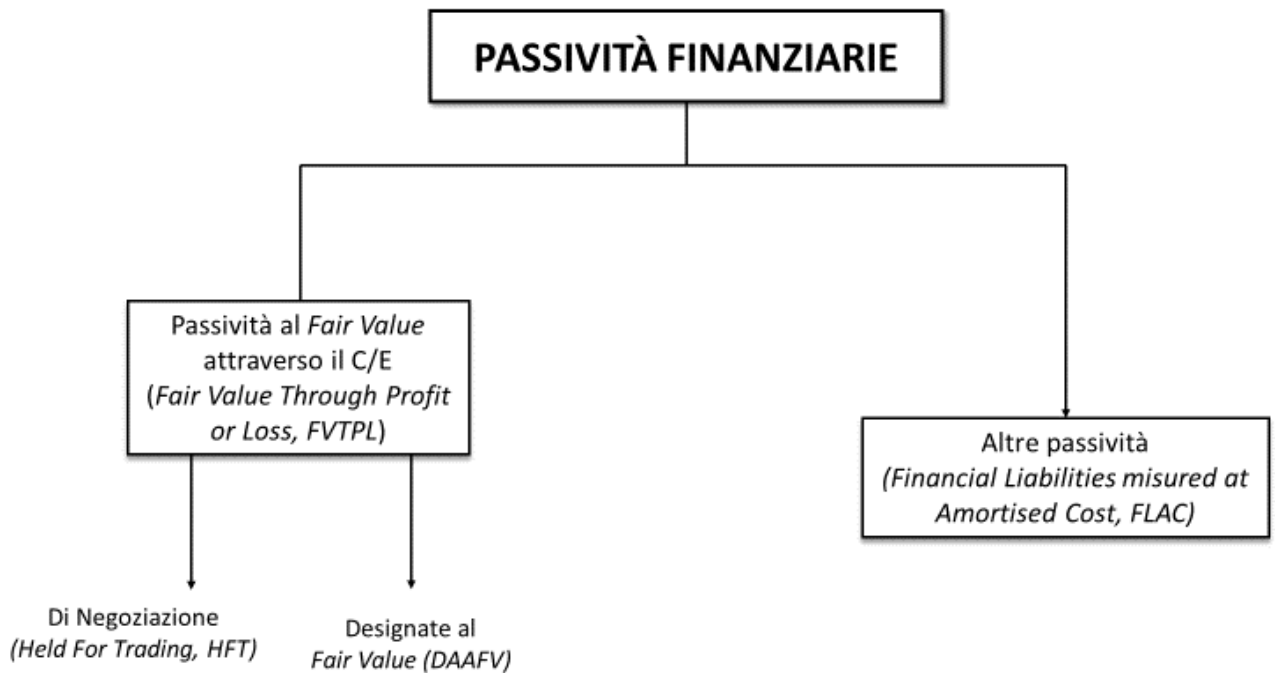 PASSIVITÀ FINANZIARIE
Passività al Fair Value
attraverso il C/E
(Fair Value Through Profit
or Loss, FVTPL)
Altre passività
(Financial Liabilities misured at
Amortised Cost, FLAC)
Di Negoziazione
(Held For Trading, HFT)
Designate al
Fair Value (DAAFV)